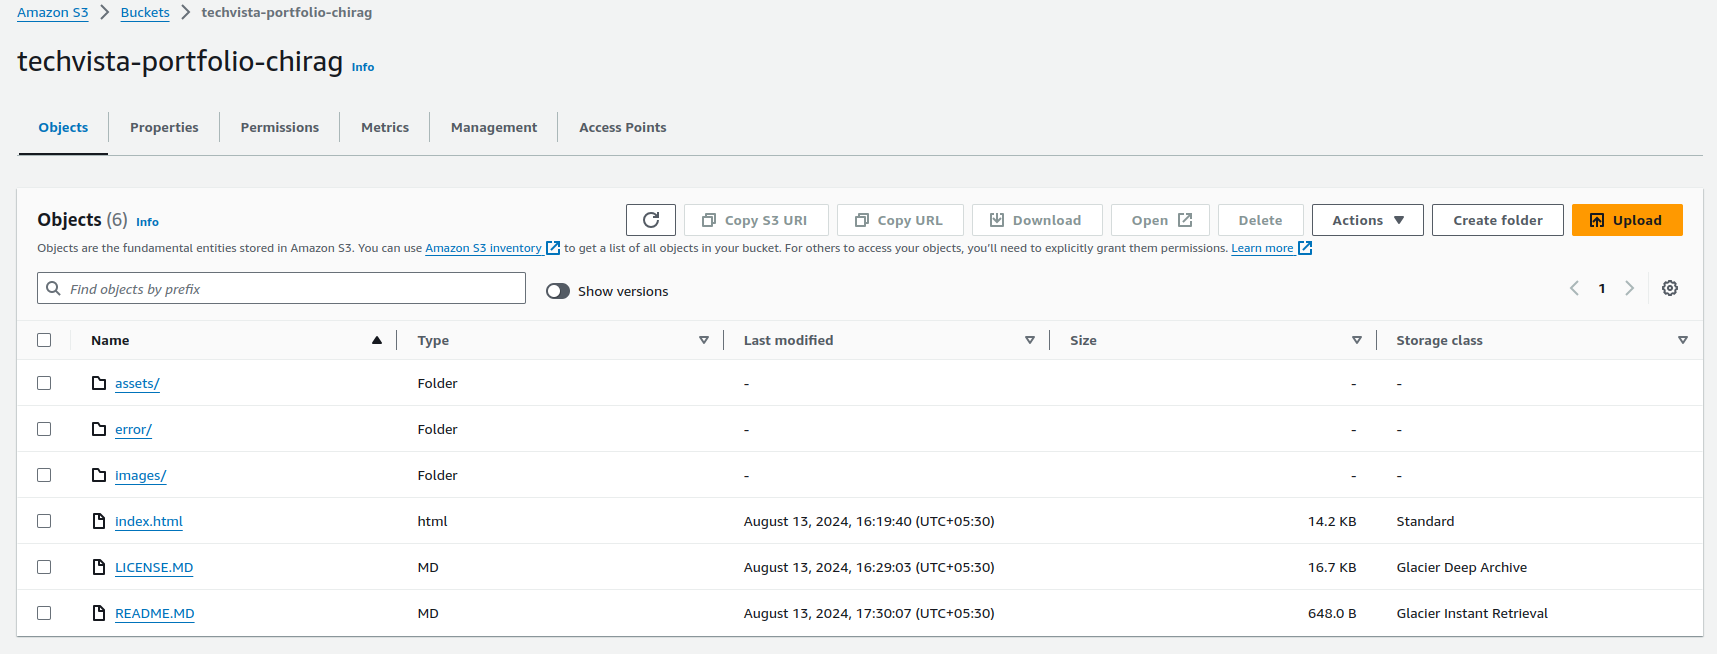 Amazon S3 > Buckets > techvista-portfolio-chirag
techvista-portfolio-chirag Info
Objects Properties Permissions Metrics Management Access Points
Objects (6) Info Copy S3 URI Copy URL Download Open Delete Actions Create folder Upload
Objects are the fundamental entities stored in Amazon S3. You can use Amazon S3 inventory to get a list of all objects in your bucket. For others to access your objects, you'll need to explicitly grant them permissions. Learn more
Find objects by prefix Show versions 1
Name Type Last modified Size Storage class
assets/ Folder - - -
error/ Folder - - -
images/ Folder - - -
index.html html August 13, 2024, 16:19:40 (UTC+05:30) 14.2 KB Standard
LICENSE.MD MD August 13, 2024, 16:29:03 (UTC+05:30) 16.7 KB Glacier Deep Archive
README.MD MD August 13, 2024, 17:30:07 (UTC+05:30) 648.0 B Glacier Instant Retrieval